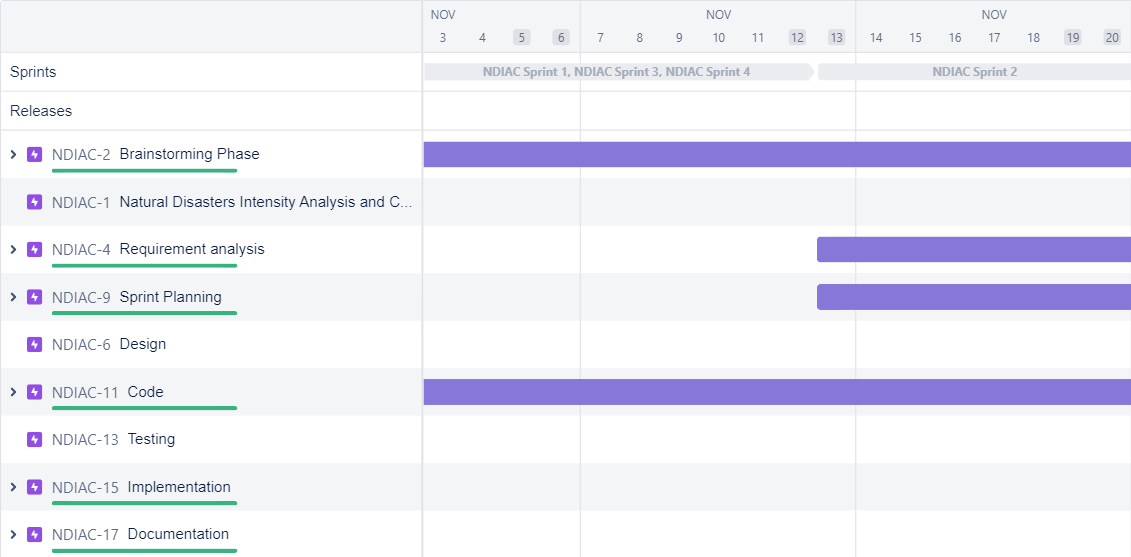 NOV NOV NOV
3 4 5 6 7 8 9 10 11 12 13 14 15 16 17 18 19 20
Sprints NDIAC Sprint 1, NDIAC Sprint 3, NDIAC Sprint 4 NDIAC Sprint 2
Releases
NDIAC-2 Brainstorming Phase
NDIAC-1 Natural Disasters Intensity Analysis and C...
NDIAC-4 Requirement analysis
NDIAC-9 Sprint Planning
NDIAC-6 Design
NDIAC-11 Code
NDIAC-13 Testing
NDIAC-15 Implementation
NDIAC-17 Documentation